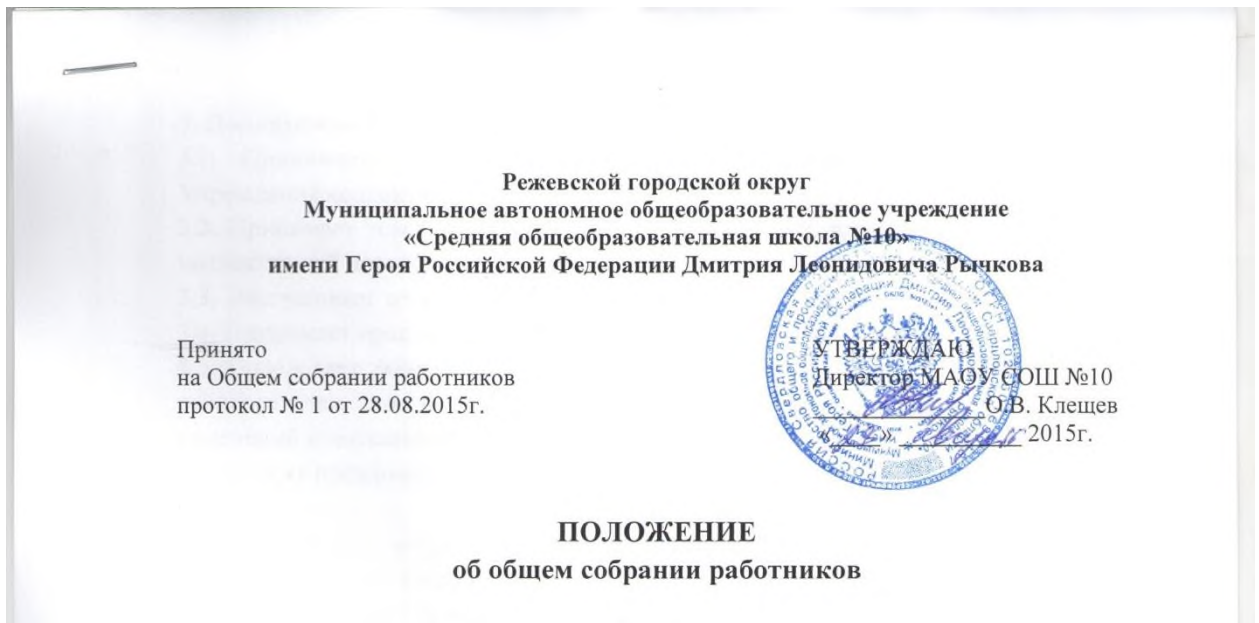 Режевской городской округ
Муниципальное автономное общеобразовательное учреждение
«Средняя общеобразовательная школа №10»
имени Героя Российской Федерации Дмитрия Леонидовича Рычкова
Принято
на Общем собрании работников
протокол № 1 от 28.08.2015г.
УТВЕРЖДАЮ
Директор МАОУ СОШ №10
О.В. Клещев
« » 2015г.
ПОЛОЖЕНИЕ
об общем собрании работников